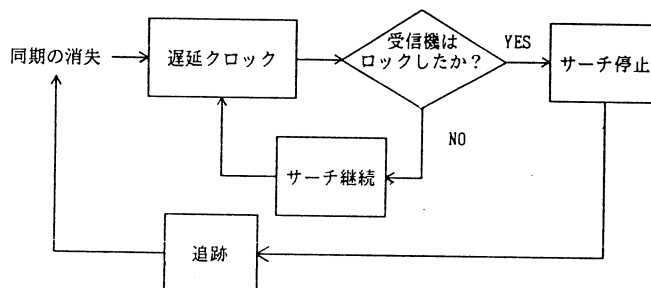 同期の消失
遅延クロック
受信機は
ロックしたか?
YES
サーチ停止
NO
サーチ継続
追跡